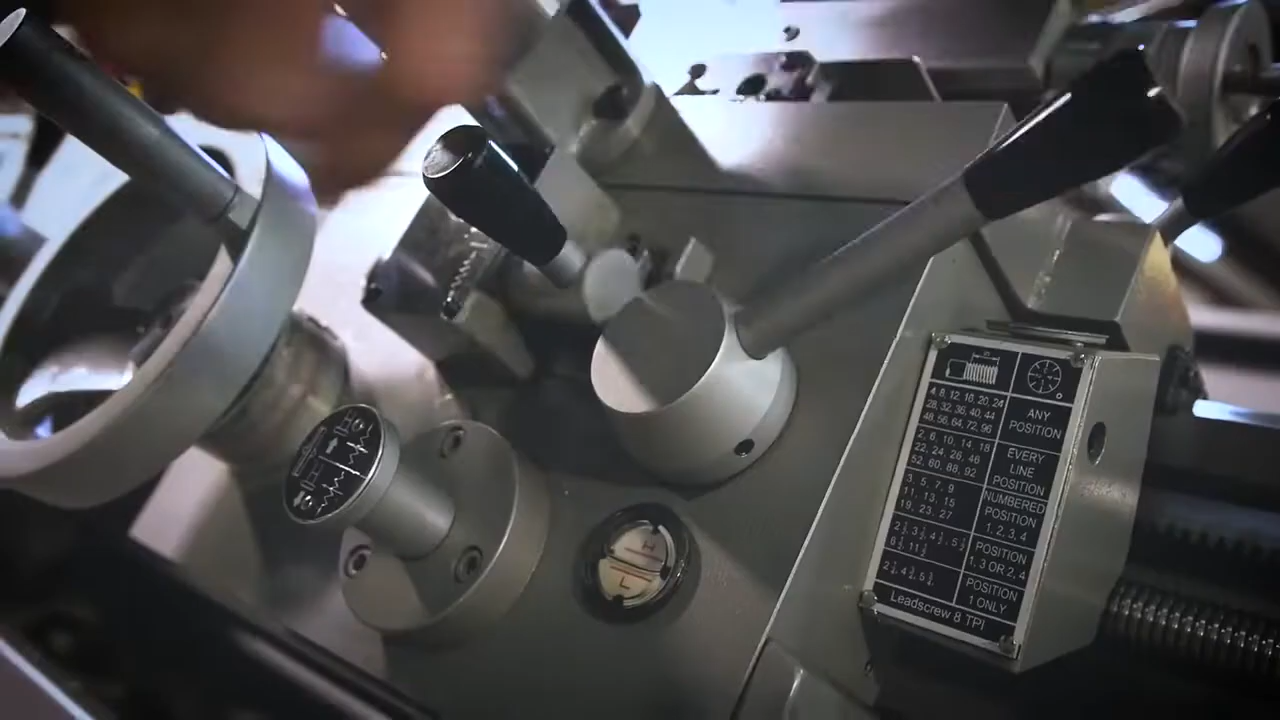 4, 8, 12, 16, 20, 24
28, 32, 36, 40, 44
48, 56, 64, 72, 96
ANY
POSITION
2, 6, 10, 14, 18
22, 24, 26, 46
52, 60, 88, 92
EVERY
LINE
POSITION
3, 5, 7, 9
11, 13, 15
19, 23, 27
NUMBERED
POSITION
1, 2, 3, 4
POSITION
1, 3 OR 2, 4
POSITION
1 ONLY
Leadscrew 8 TPI
H
L